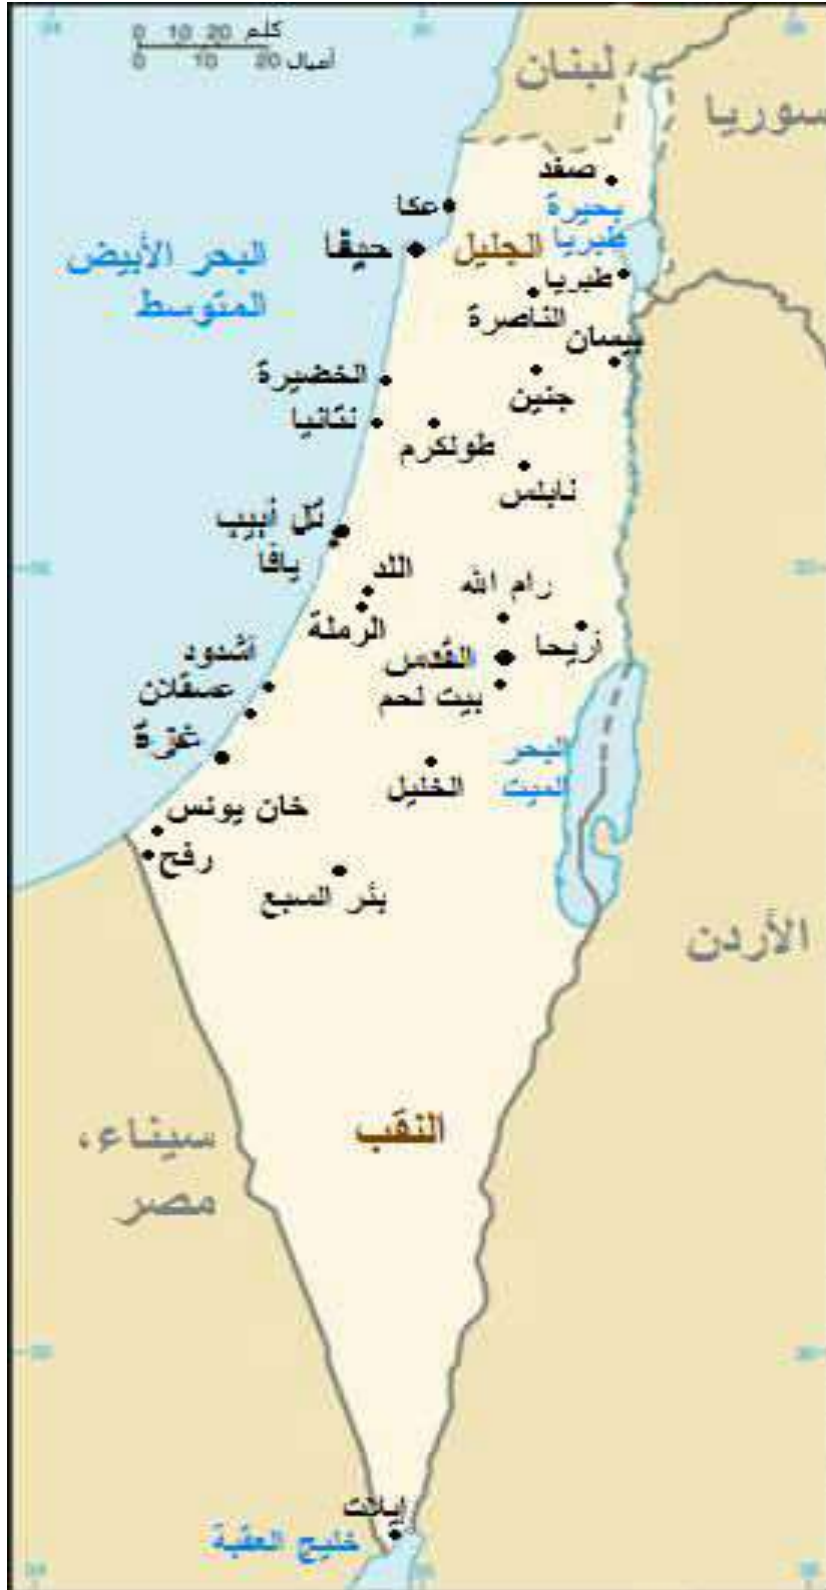 كلم
0 10 20
0 10 20 أميال
لبنان
سوريا
صفد
بحيرة
طبريا
عكا
حيفا
الجليل
البحر الأبيض
المتوسط
طبريا
الناصرة
بيسان
الخضيرة
جنين
نتانيا
طولكرم
نابلس
تل أبيب
يافا
اللد
رام الله
الرملة
أريحا
القدس
أشدود
بيت لحم
عسقلان
غزة
البحر
الميت
الخليل
خان يونس
رفح
بئر السبع
الأردن
النقب
سيناء،
مصر
إيلات
خليج العقبة